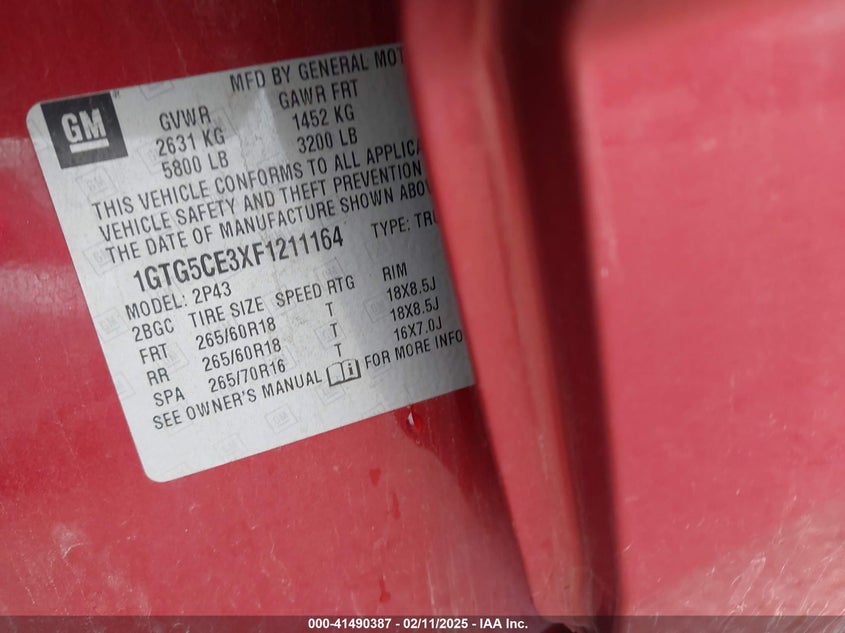 MFD BY GENERAL MOT
GM
GVWR GAWR FRT
2631 KG 1452 KG
5800 LB 3200 LB
THIS VEHICLE CONFORMS TO ALL APPLICA
VEHICLE SAFETY AND THEFT PREVENTION
THE DATE OF MANUFACTURE SHOWN ABOV
1GTG5CE3XF1211164 TYPE: TRU
MODEL: 2P43
2BGC TIRE SIZE SPEED RTG RIM
FRT 265/60R18 T 18X8.5J
RR 265/60R18 T 18X8.5J
SPA 265/70R16 T 16X7.0J
SEE OWNER'S MANUAL FOR MORE INFO
000-41490387 - 02/11/2025 - IAA Inc.